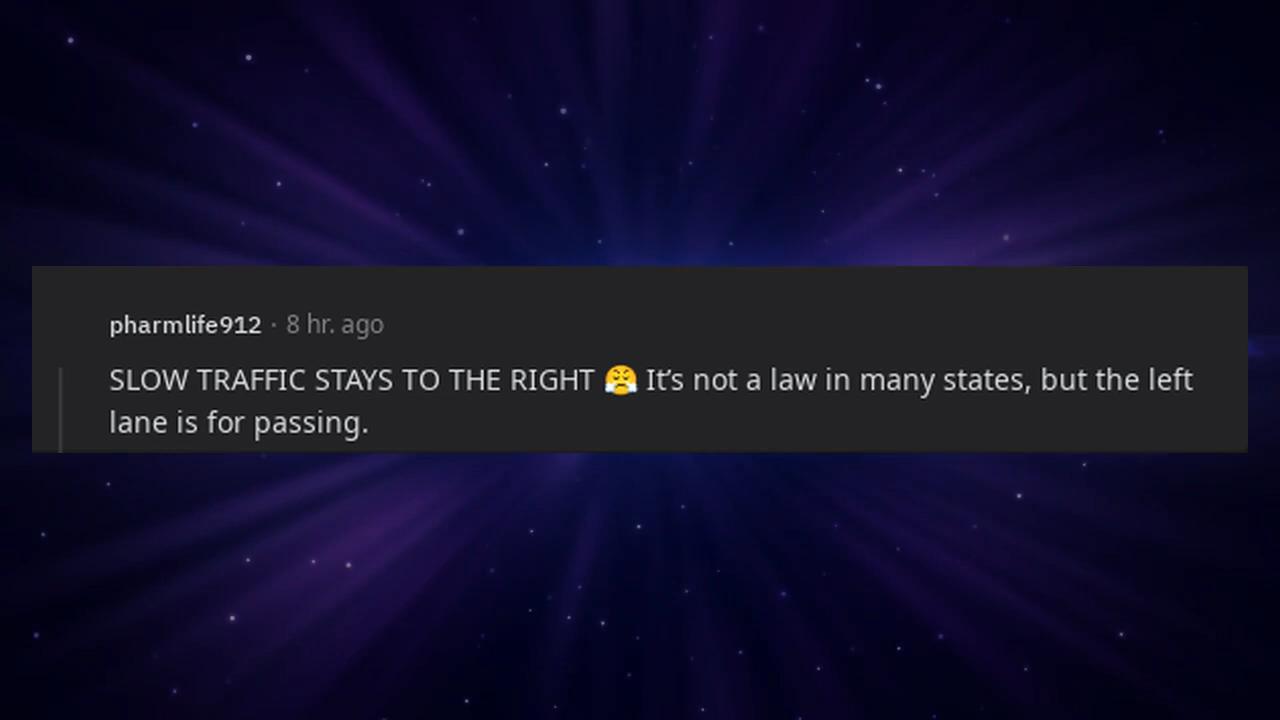 pharmlife912 · 8 hr. ago
SLOW TRAFFIC STAYS TO THE RIGHT 😤 It’s not a law in many states, but the left
lane is for passing.